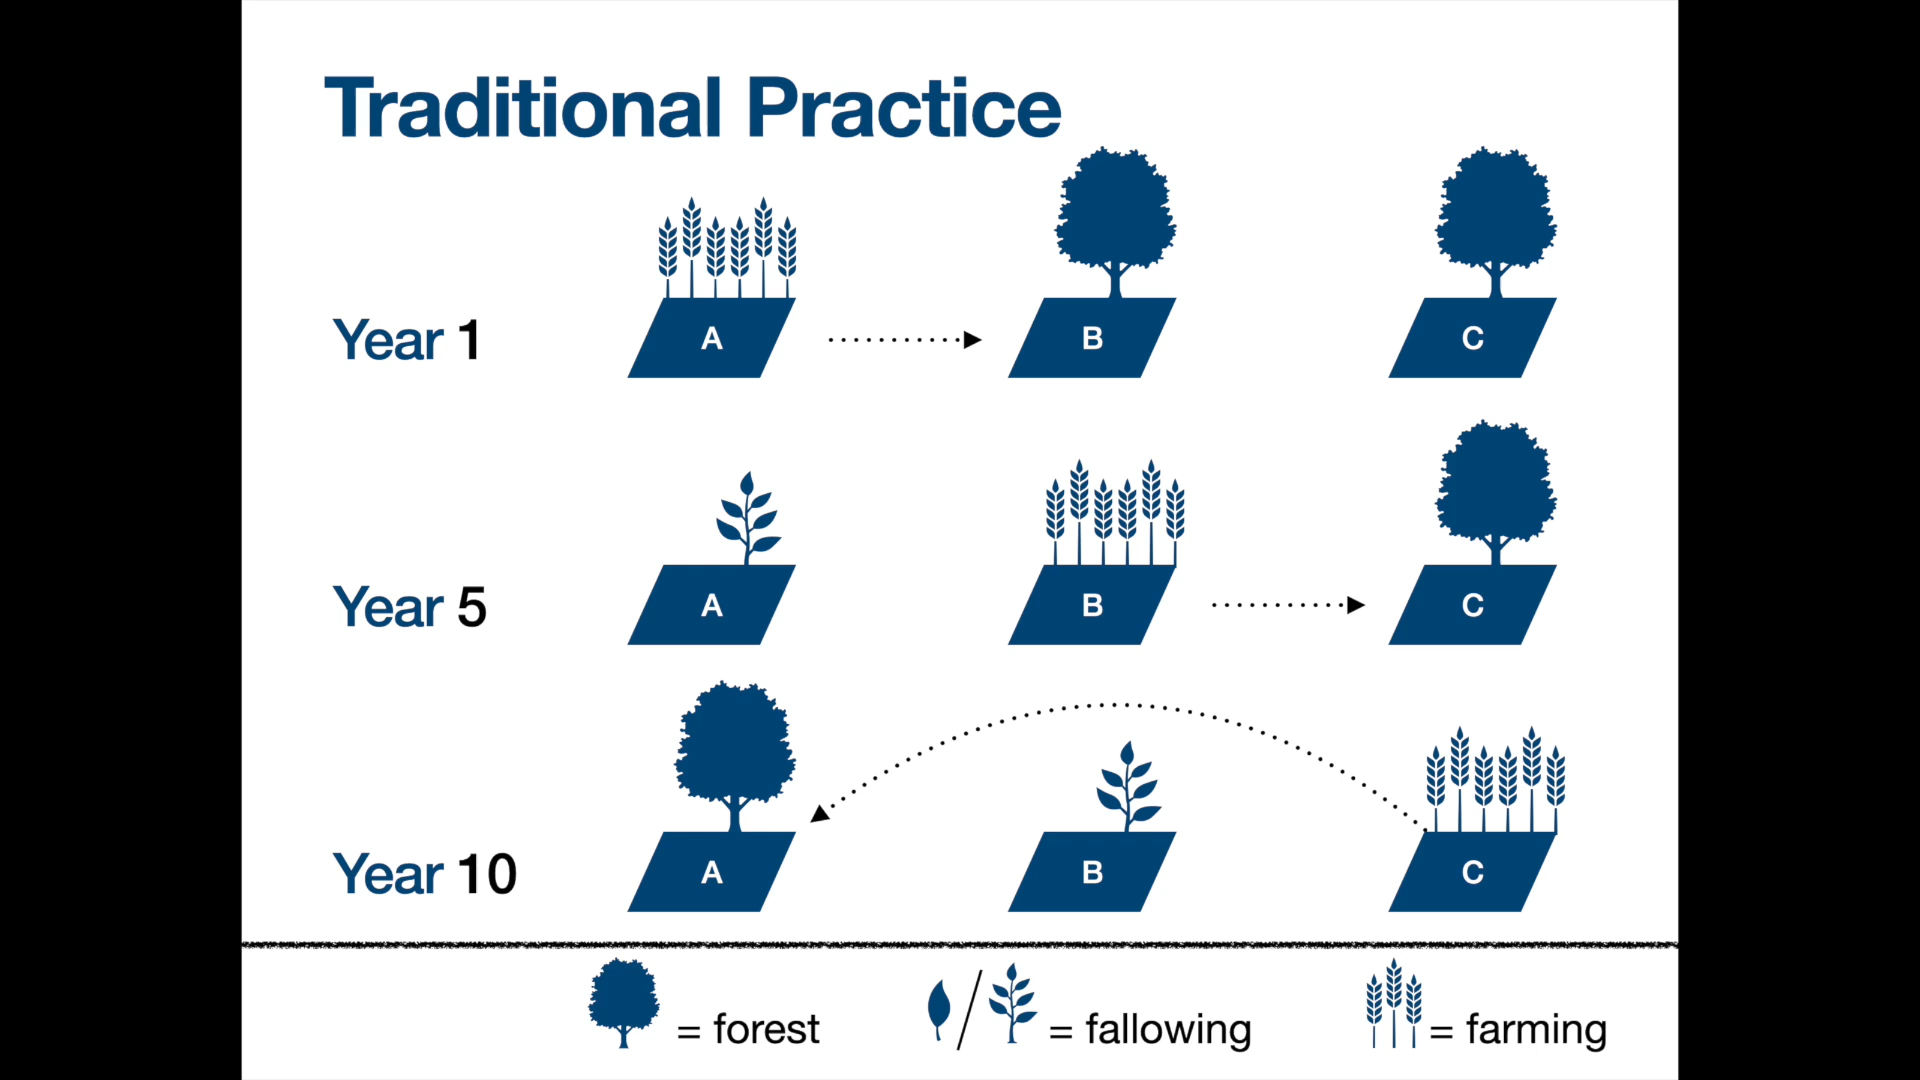 Traditional Practice
Year 1
A
B
C
Year 5
A
B
C
Year 10
A
B
C
= forest
/ = fallowing
= farming